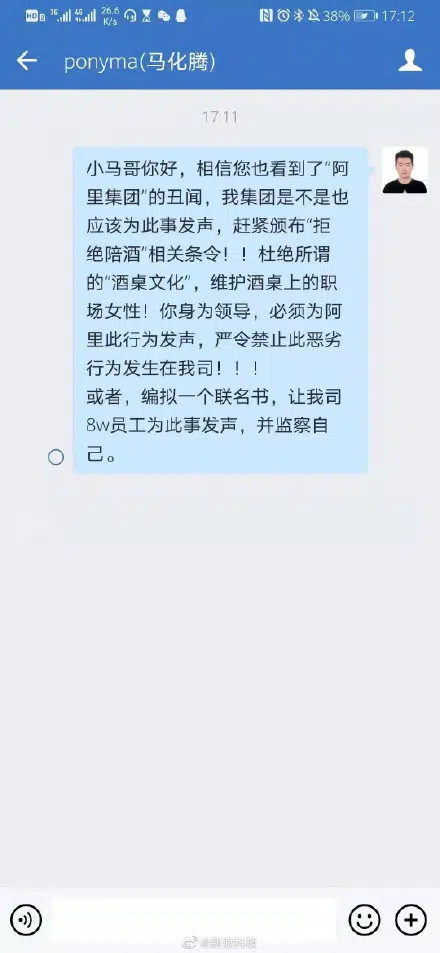 HD 2 5G 4G 26.6 K/s 38% 17:12
ponyma(马化腾)
17:11
小马哥你好，相信您也看到了“阿
里集团”的丑闻，我集团是不是也
应该为此事发声，赶紧颁布“拒
绝陪酒”相关条令！！杜绝所谓
的“酒桌文化”，维护酒桌上的职
场女性！你身为领导，必须为阿
里此行为发声，严令禁止此恶劣
行为发生在我司！！！
或者，编拟一个联名书，让我司
8w员工为此事发声，并监察自
己。